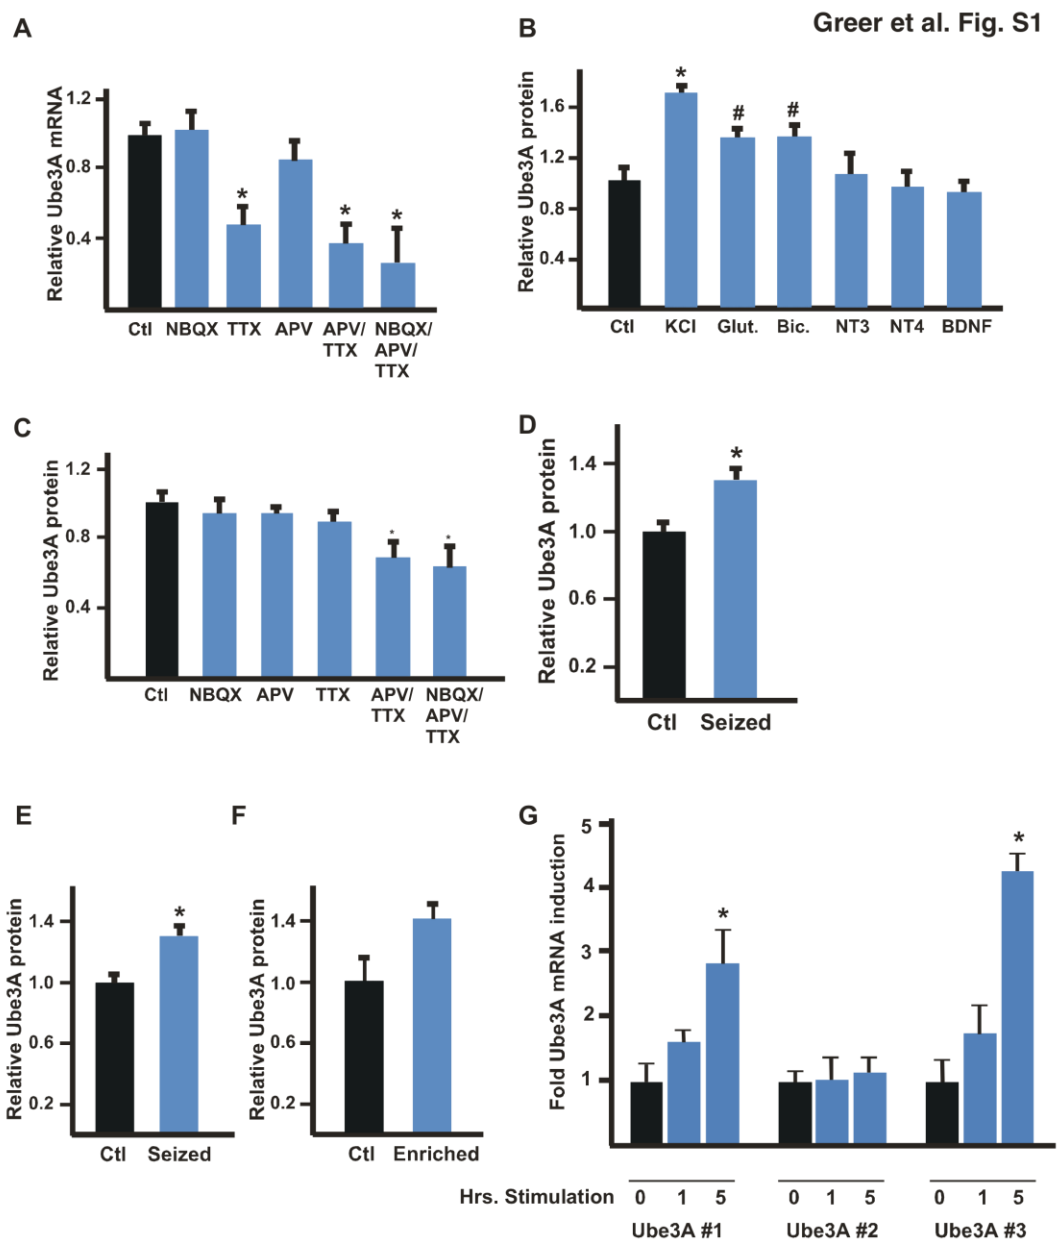 Greer et al. Fig. S1
A
Relative Ube3A mRNA
1.2
0.8
0.4
*
*
*
Ctl NBQX TTX APV APV/ NBQX/
TTX APV/
TTX
B
Relative Ube3A protein
1.6
1.2
0.8
0.4
*
#
#
Ctl KCl Glut. Bic. NT3 NT4 BDNF
C
Relative Ube3A protein
1.2
0.8
0.4
*
*
Ctl NBQX APV TTX APV/ NBQX/
TTX APV/
TTX
D
Relative Ube3A protein
1.4
1.0
0.6
0.2
*
Ctl Seized
E
Relative Ube3A protein
1.4
1.0
0.6
0.2
*
Ctl Seized
F
Relative Ube3A protein
1.4
1.0
0.6
0.2
Ctl Enriched
G
Fold Ube3A mRNA induction
5
4
3
2
1
*
*
Hrs. Stimulation 0 1 5 0 1 5 0 1 5
Ube3A #1 Ube3A #2 Ube3A #3